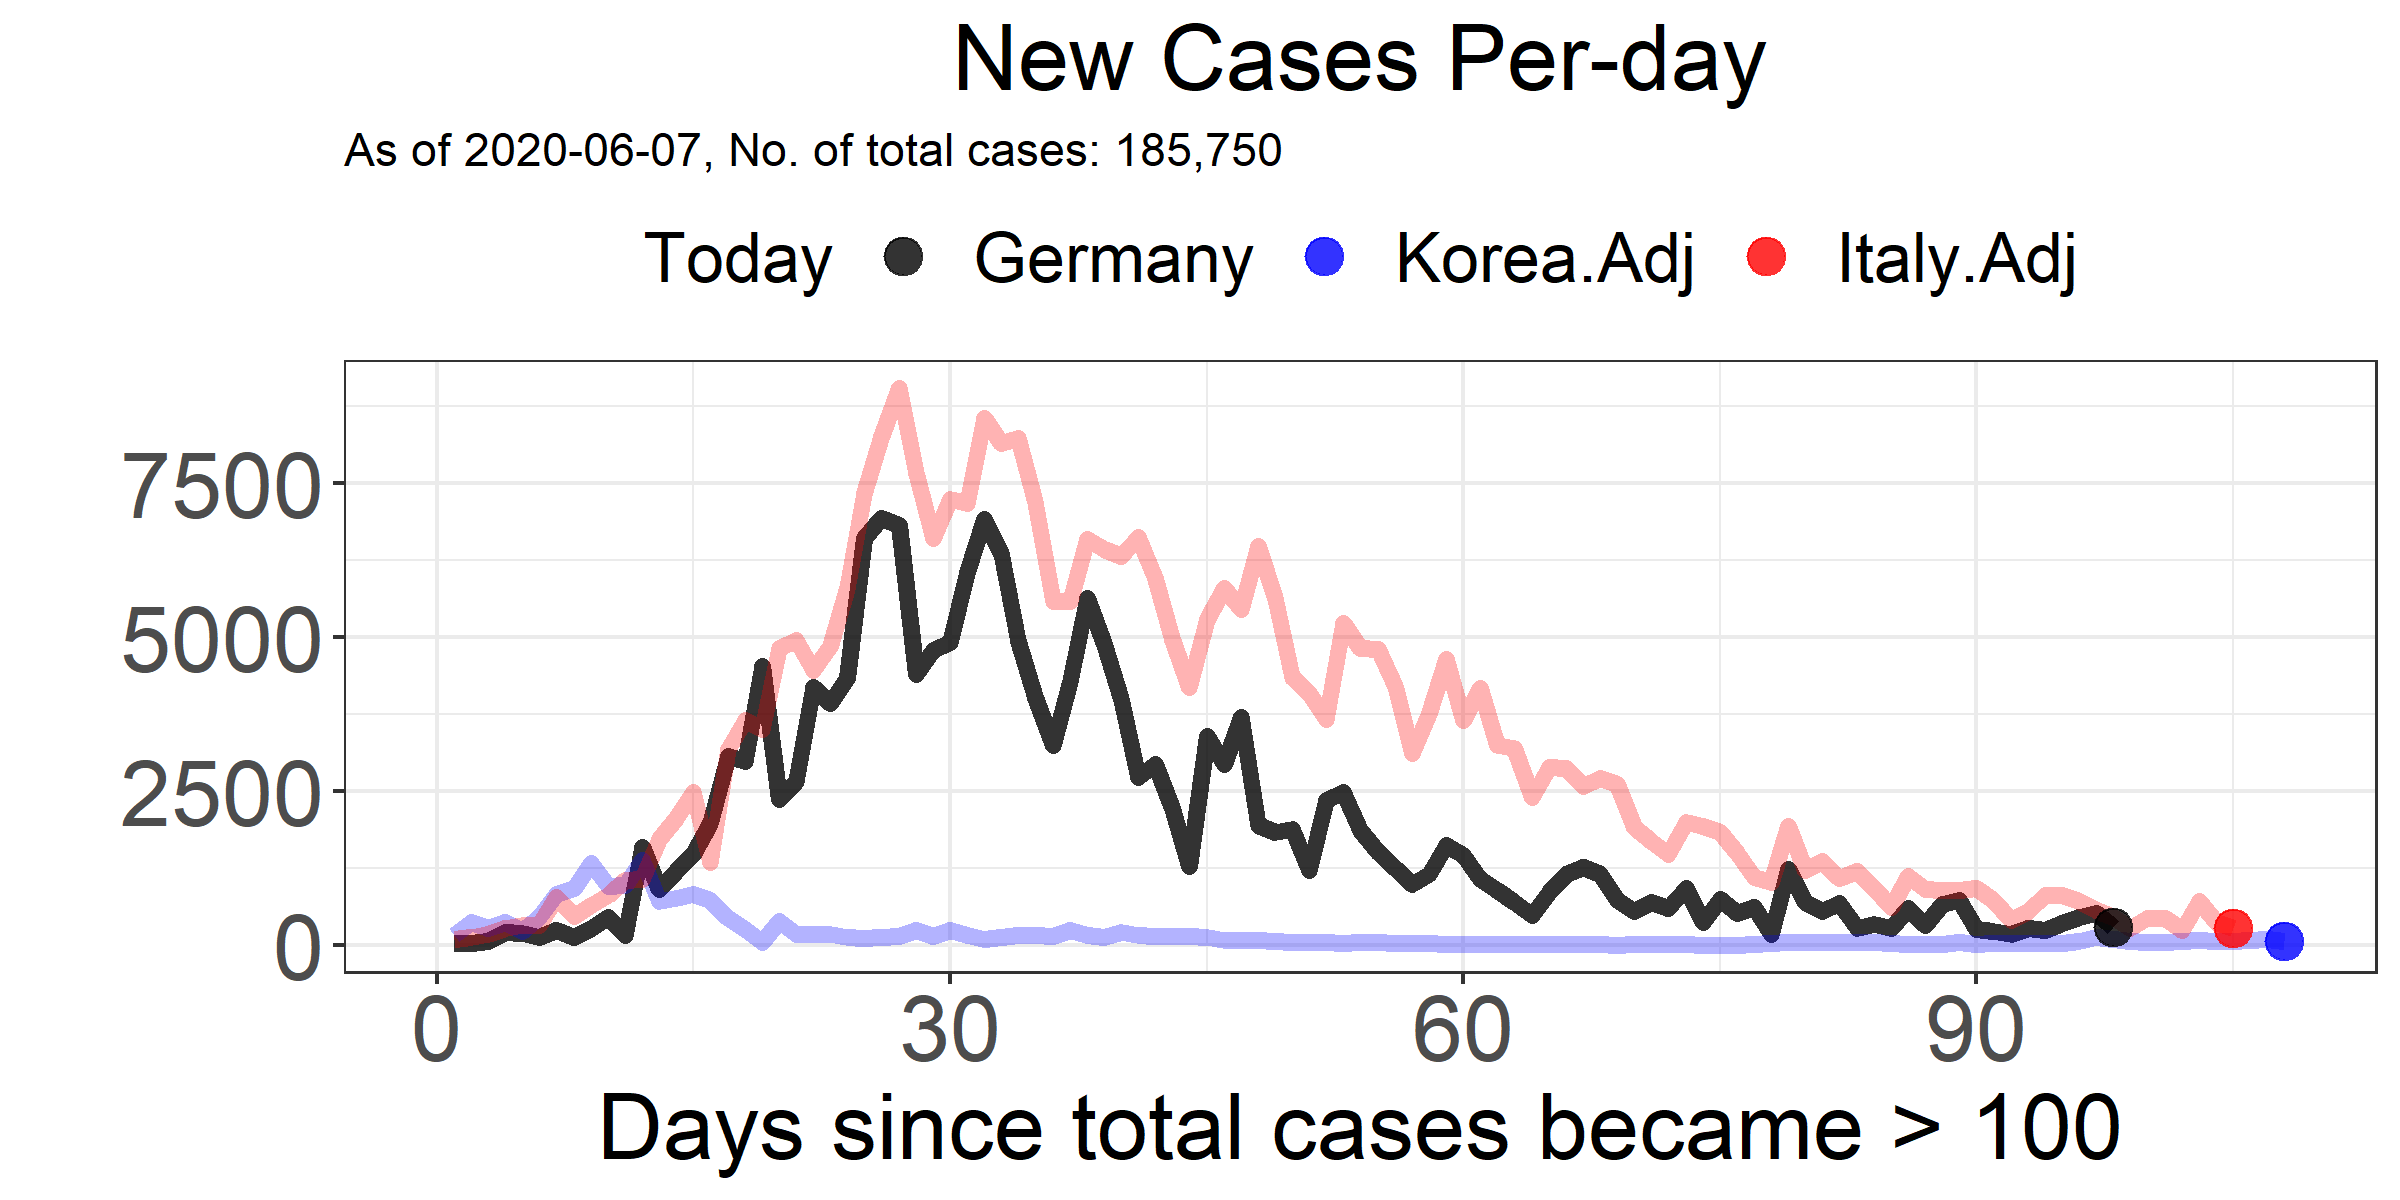 New Cases Per-day
As of 2020-06-07, No. of total cases: 185,750
Today Germany Korea.Adj Italy.Adj
7500
5000
2500
0
0 30 60 90
Days since total cases became > 100